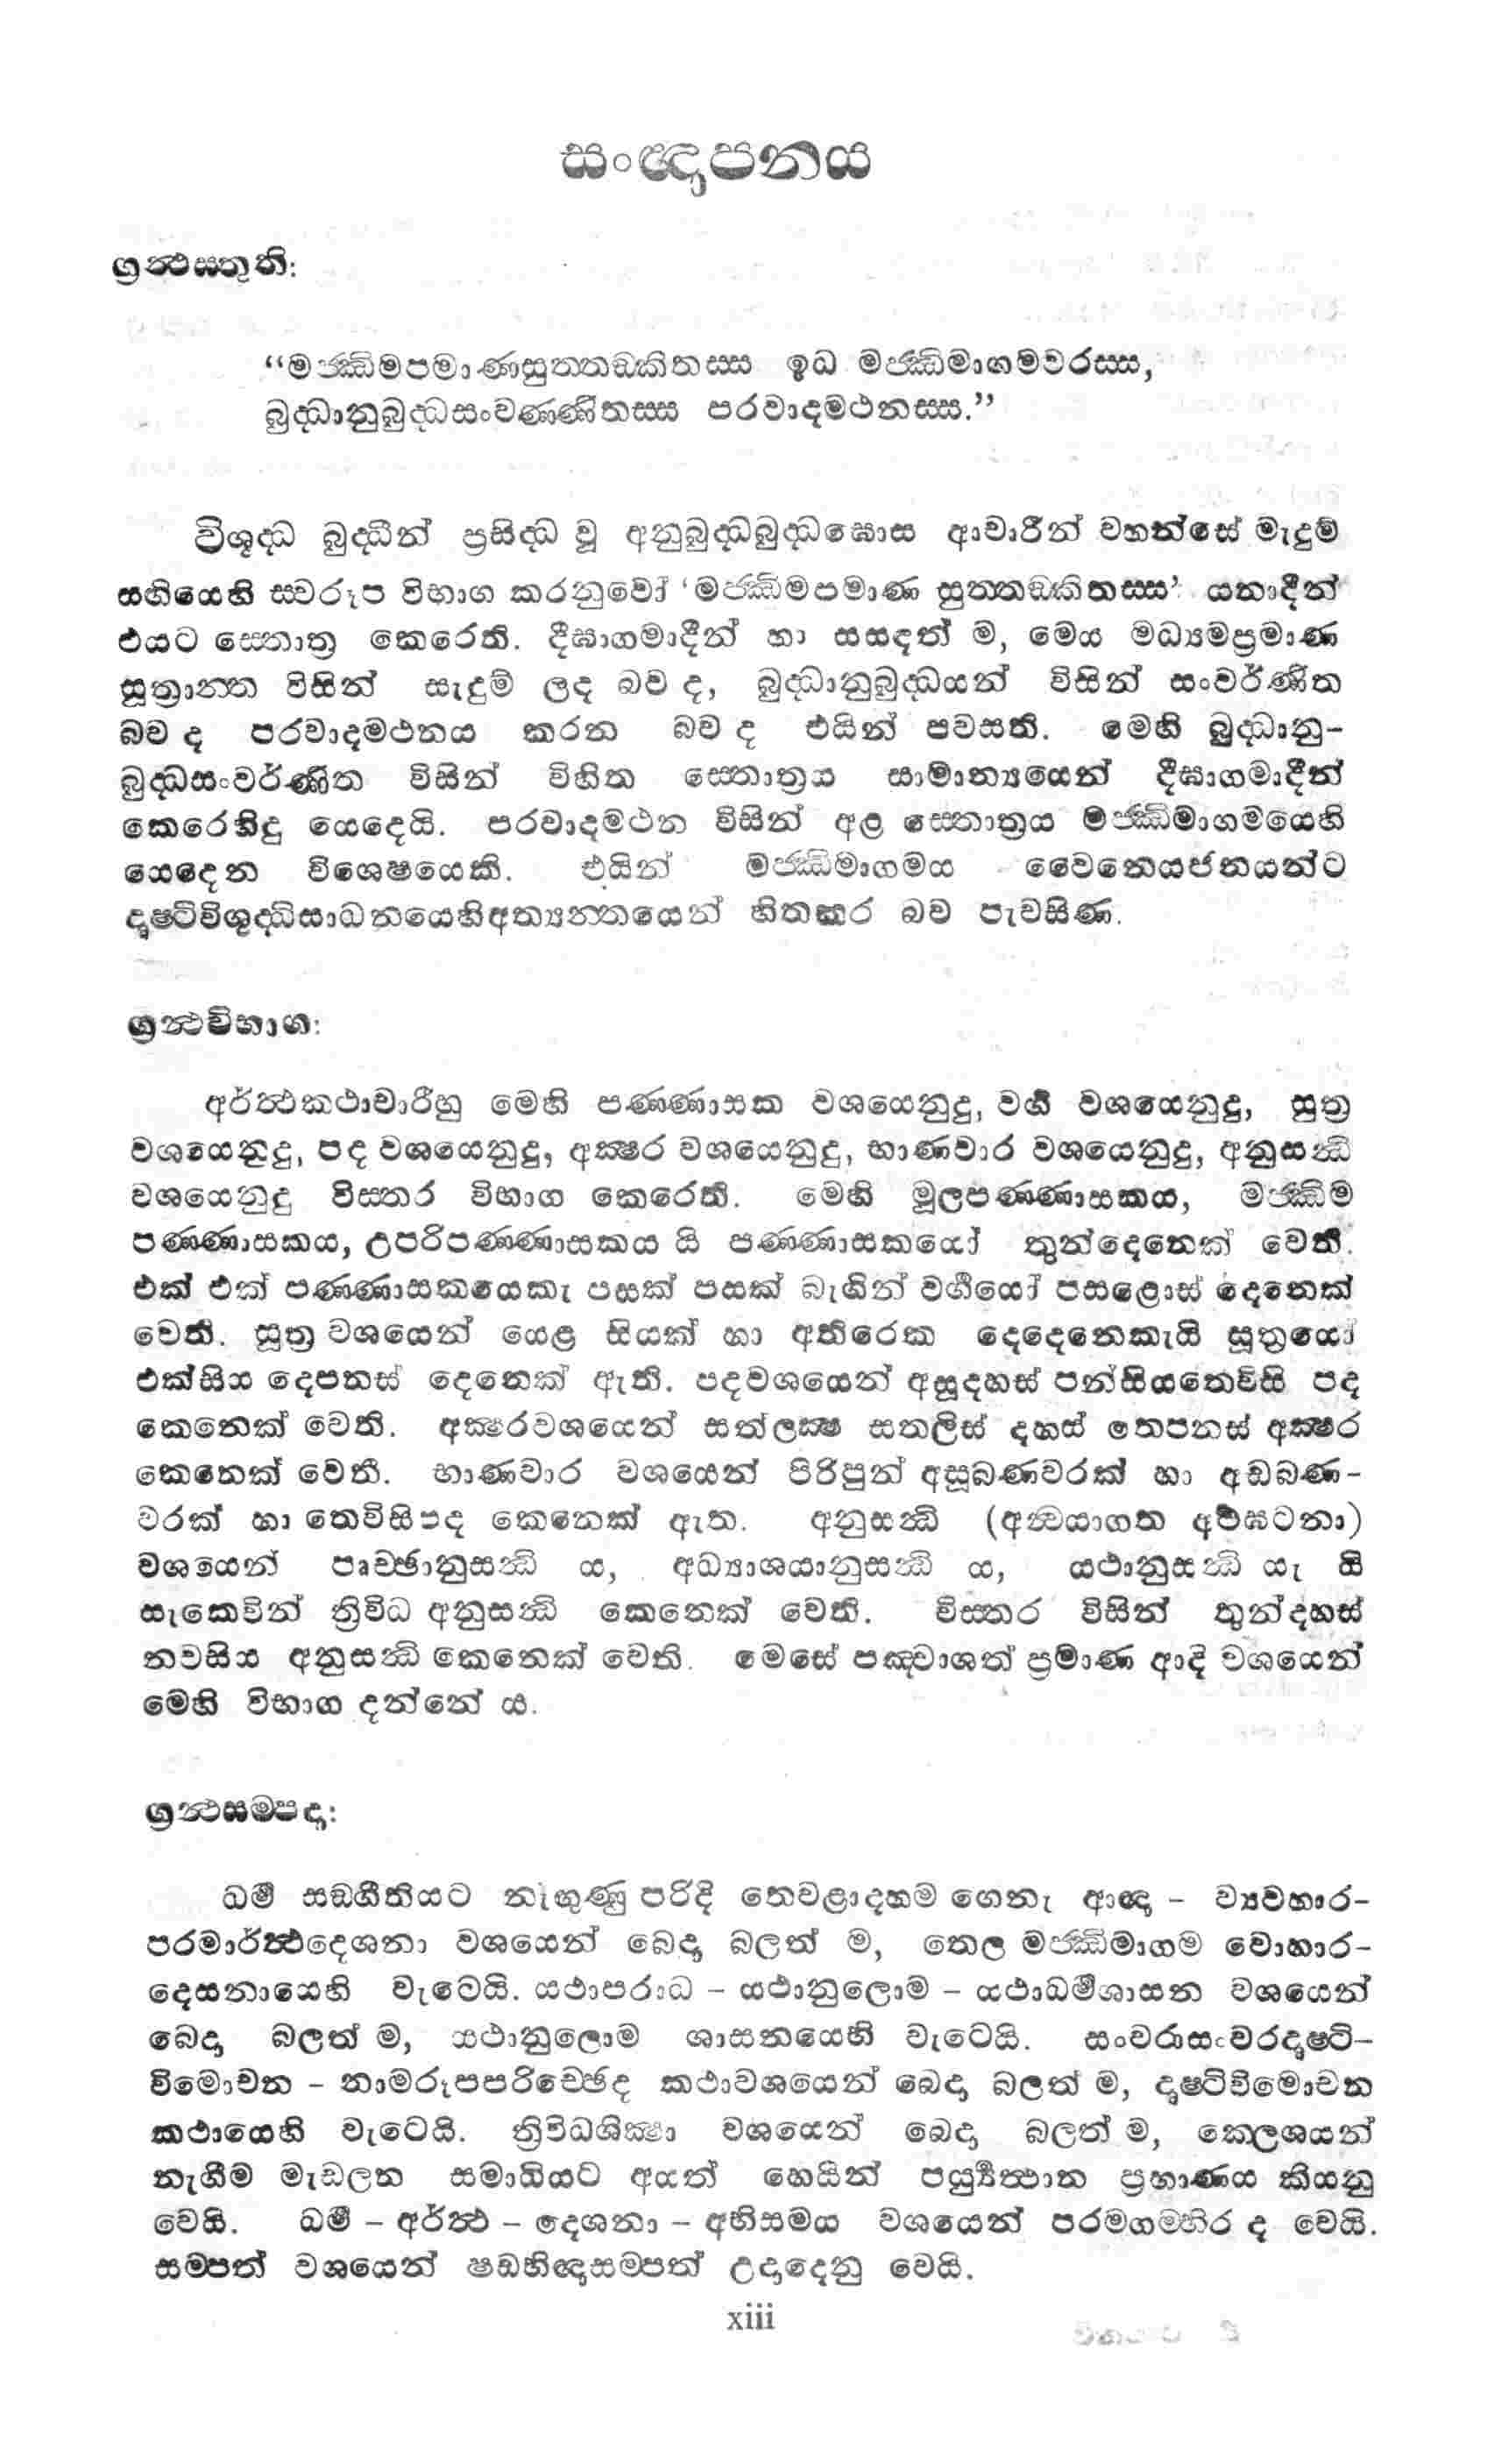 සංඥාපනය
ග්‍රන්‍ථස්තුති:
“මජ්ඣිමපමාණසුත්තඞ්කිතස්ස ඉධ මජ්ඣිමාගමවරස්ස,
බුද්ධානුබුද්ධසංවණ්ණිතස්ස පරවාදමථනස්ස.”
විශුද්ධ බුද්ධීන් ප්‍රසිද්ධ වූ අනුබුද්ධබුද්ධඝොස ආචාරීන් වහන්සේ මැදුම්
සඟියෙහි ස්වරූප විභාග කරනුවෝ ‘මජ්ඣිමපමාණ සුත්තඞ්කිතස්ස’ යනාදීන්
එයට ස්තොත්‍ර කෙරෙති. දීඝාගමාදීන් හා සසඳත් ම, මෙය මධ්‍යමප්‍රමාණ
සූත්‍රාන්ත විසින් සැදුම් ලද බව ද, බුද්ධානුබුද්ධයන් විසින් සංවර්ණිත
බව ද පරවාදමථනය කරන බව ද එයින් පවසති. මෙහි බුද්ධානු-
බුද්ධසංවර්ණිත විසින් විහිත ස්තොත්‍රය සාමාන්‍යයෙන් දීඝාගමාදීන්
කෙරෙහිදු යෙදෙයි. පරවාදමථන විසින් අළ ස්තොත්‍රය මජ්ඣිමාගමයෙහි
යෙදෙන විශෙෂයෙකි. එයින් මජ්ඣිමාගමය වෛනෙයජනයන්ට
දෘෂ්ටිවිශුද්ධිසාධනයෙහිඅත්‍යන්තයෙන් හිතකර බව පැවසිණ.
ග්‍රන්‍ථවිභාග:
අර්ත්‍ථකථාචාරීහු මෙහි පණ්ණාසක වශයෙනුදු, වර්‍ග වශයෙනුදු, සුත්‍ර
වශයෙනුදු, පද වශයෙනුදු, අක්‍ෂර වශයෙනුදු, භාණවාර වශයෙනුදු, අනුසන්‍ධි
වශයෙනුදු විස්තර විභාග කෙරෙති. මෙහි මූලපණ්ණාසකය, මජ්ඣිම
පණ්ණාසකය, උපරිපණ්ණාසකය යි පණ්ණාසකයෝ තුන්දෙනෙක් වෙති.
එක් එක් පණ්ණාසකයෙකැ පසක් පසක් බැගින් වර්‍ගයෝ පසළොස් දෙනෙක්
වෙති. සූත්‍ර වශයෙන් යෙළ සියක් හා අතිරෙක දෙදෙනෙකැයි සූත්‍රයෝ
එක්සිය දෙපනස් දෙනෙක් ඇති. පදවශයෙන් අසූදහස් පන්සියතෙවිසි පද
කෙනෙක් වෙති. අක්‍ෂරවශයෙන් සත්ලක්‍ෂ සතලිස් දහස් තෙපනස් අක්‍ෂර
කෙනෙක් වෙති. භාණවාර වශයෙන් පිරිපුන් අසූබණවරක් හා අඩබණ-
වරක් හා තෙවිසිපද කෙනෙක් ඇත. අනුසන්‍ධි (අන්‍වයාගත අර්‍ථඝටනා)
වශයෙන් පෘච්ඡානුසන්‍ධි ය, අධ්‍යාශයානුසන්‍ධි ය, යථානුසන්‍ධි යැ යි
සැකෙවින් ත්‍රිවිධ අනුසන්‍ධි කෙනෙක් වෙති. විස්තර විසින් තුන්දහස්
නවසිය අනුසන්‍ධි කෙනෙක් වෙති. මෙසේ පඤ්චාශත් ප්‍රමාණ ආදි වශයෙන්
මෙහි විභාග දන්නේ ය.
ග්‍රන්‍ථසම්පදා:
ධර්‍ම සඞ්ගීතියට නැඟුණු පරිදි තෙවළාදහම ගෙනැ ආඥා - ව්‍යවහාර-
පරමාර්ත්‍ථදෙශනා වශයෙන් බෙදා බලත් ම, තෙල මජ්ඣිමාගම වොහාර-
දෙසනායෙහි වැටෙයි. යථාපරාධ - යථානුලොම - යථාධර්‍මශාසන වශයෙන්
බෙදා බලත් ම, යථානුලොම ශාසනයෙහි වැටෙයි. සංවරාසංවරදෘෂ්ටි-
විමොචන - නාමරූපපරිච්ඡේද කථාවශයෙන් බෙදා බලත් ම, දෘෂ්ටිවිමොචන
කථායෙහි වැටෙයි. ත්‍රිවිධශික්‍ෂා වශයෙන් බෙදා බලත් ම, කෙලශයන්
නැගීම මැඩලන සමාධියට අයත් හෙයින් පර්‍ය්‍යුත්‍ථාන ප්‍රහාණය කියනු
වෙයි. ධර්‍ම - අර්ත්‍ථ - දෙශනා - අභිසමය වශයෙන් පරමගම්භීර ද වෙයි.
සම්පත් වශයෙන් ෂඩභිඥාසම්පත් උදාදෙනු වෙයි.
xiii